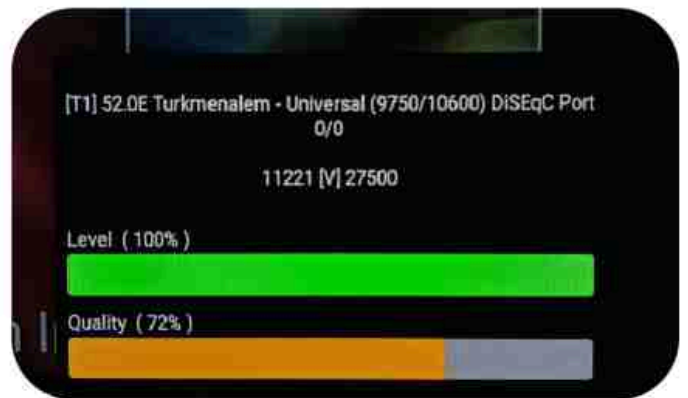 [T1] 52.0E Turkmenalem - Universal (9750/10600) DiSEqC Port
0/0
11221 [V] 27500
Level ( 100% )
Quality ( 72% )